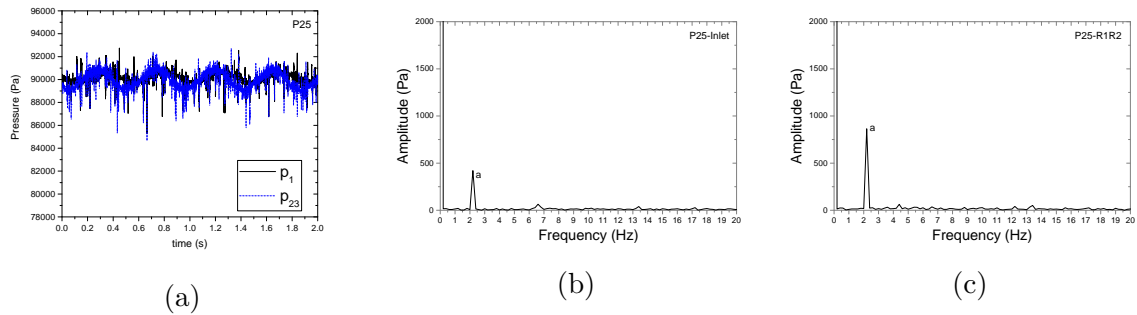 P25
Pressure (Pa)
96000
94000
92000
90000
88000
86000
84000
82000
80000
78000
0.0 0.2 0.4 0.6 0.8 1.0 1.2 1.4 1.6 1.8 2.0
time (s)
p1
p23
(a)
P25-Inlet
Amplitude (Pa)
2000
1500
1000
500
0
a
0 1 2 3 4 5 6 7 8 9 10 11 12 13 14 15 16 17 18 19 20
Frequency (Hz)
(b)
P25-R1R2
Amplitude (Pa)
2000
1500
1000
500
0
a
0 1 2 3 4 5 6 7 8 9 10 11 12 13 14 15 16 17 18 19 20
Frequency (Hz)
(c)